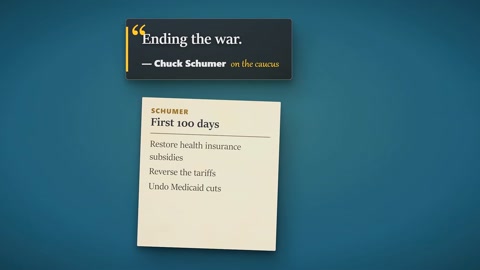 “Ending the war.
— Chuck Schumer on the caucus
SCHUMER
First 100 days
Restore health insurance
subsidies
Reverse the tariffs
Undo Medicaid cuts